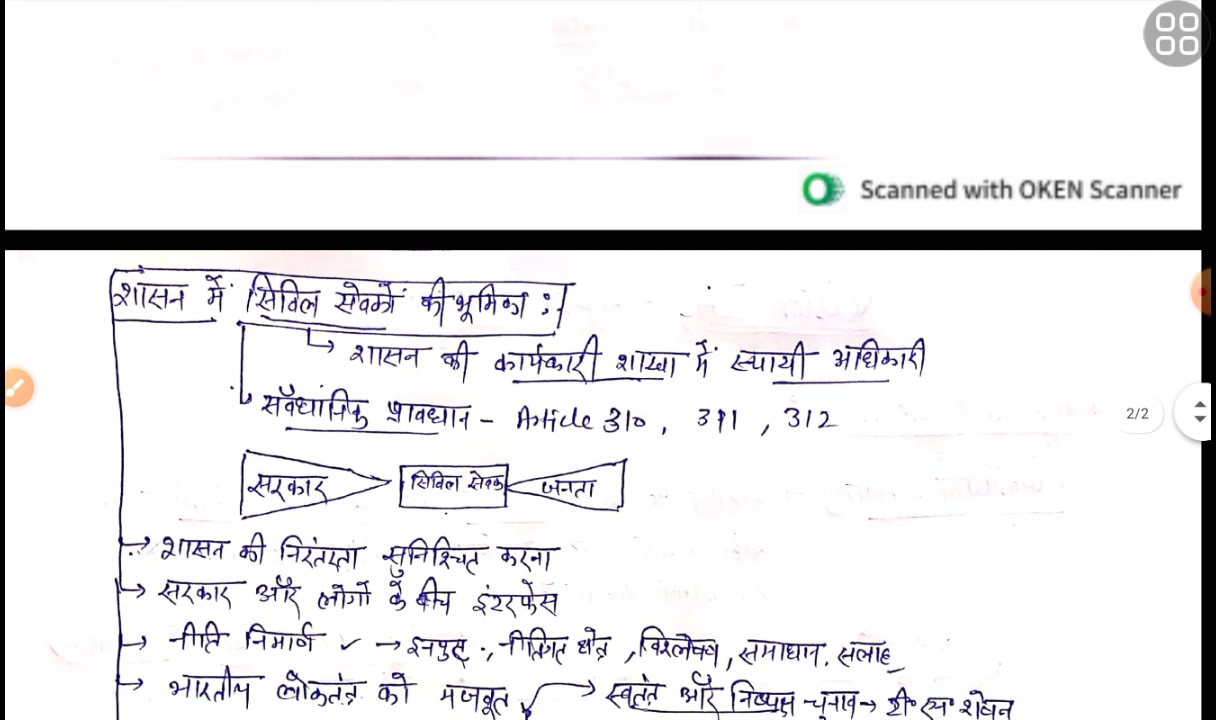 Scanned with OKEN Scanner
शासन में सिविल सेवकों की भूमिका :-
↳ शासन की कार्यकारी शाखा में स्थायी अधिकारी
↳ संवैधानिक प्रावधान - Article 310, 311, 312
2/2
सरकार सिविल सेवक जनता
→ शासन की निरंतरता सुनिश्चित करना
→ सरकार और लोगों के बीच इंटरफेस
→ नीति निर्माण ✓ → इनपुट, नीतिगत क्षेत्र, विश्लेषण, समाधान, सलाह
→ भारतीय लोकतंत्र को मजबूत → स्वतंत्र और निष्पक्ष चुनाव → टी॰ एन॰ शेषन